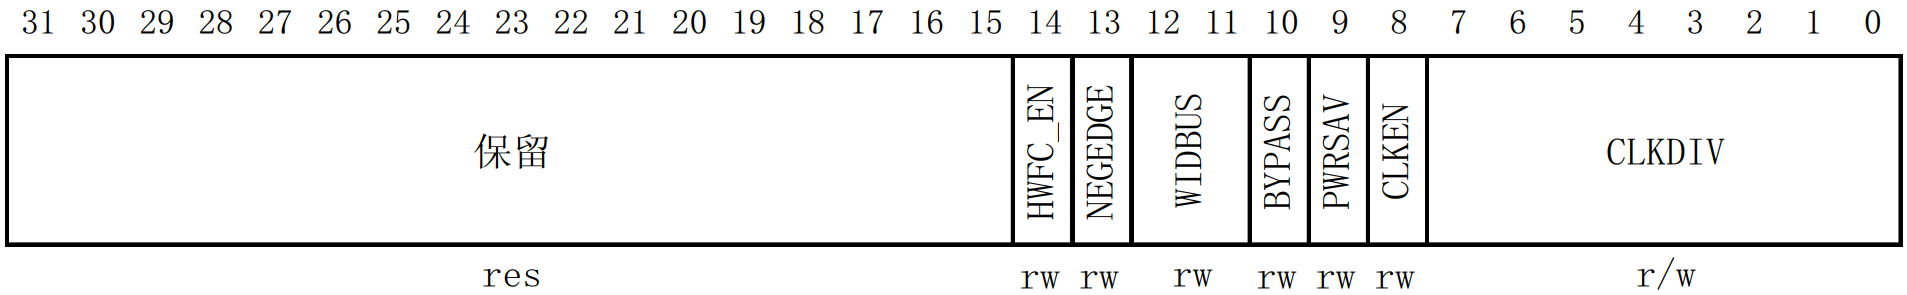 31 30 29 28 27 26 25 24 23 22 21 20 19 18 17 16 15 14 13 12 11 10 9 8 7 6 5 4 3 2 1 0
保留 HWFC_EN NEGEDGE WIDBUS BYPASS PWRSAV CLKEN CLKDIV
res rw rw rw rw rw rw r/w